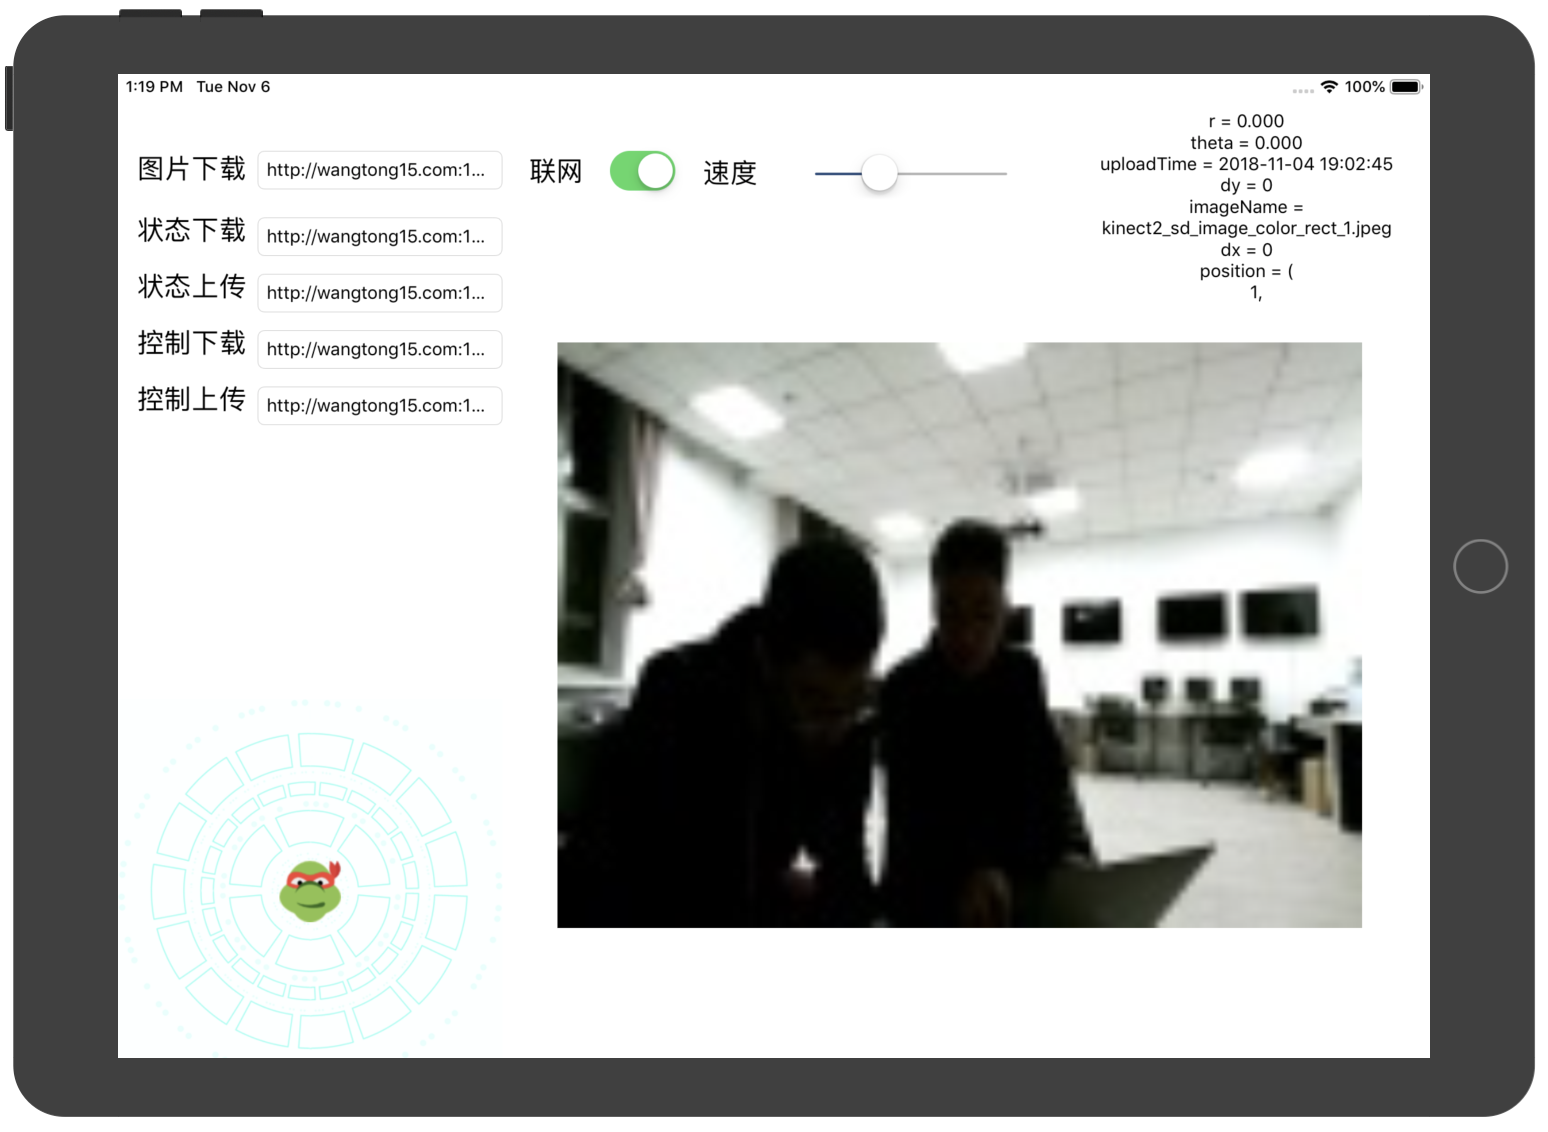 1:19 PM Tue Nov 6
100%
图片下载 http://wangtong15.com:1...
联网
速度
状态下载 http://wangtong15.com:1...
状态上传 http://wangtong15.com:1...
控制下载 http://wangtong15.com:1...
控制上传 http://wangtong15.com:1...
r = 0.000
theta = 0.000
uploadTime = 2018-11-04 19:02:45
dy = 0
imageName =
kinect2_sd_image_color_rect_1.jpeg
dx = 0
position = (
1,